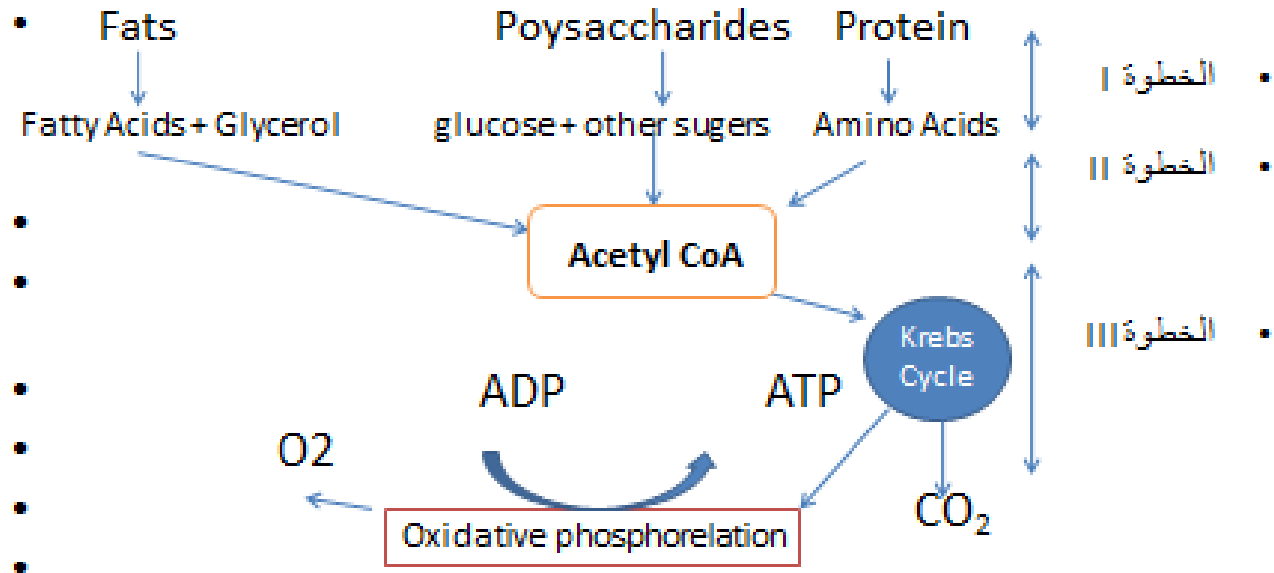 Fats Poysaccharides Protein
الخطوة I
Fatty Acids + Glycerol glucose + other sugers Amino Acids
الخطوة II
Acetyl CoA
الخطوة III
Krebs
Cycle
ADP ATP
O2
CO₂
Oxidative phosphorelation